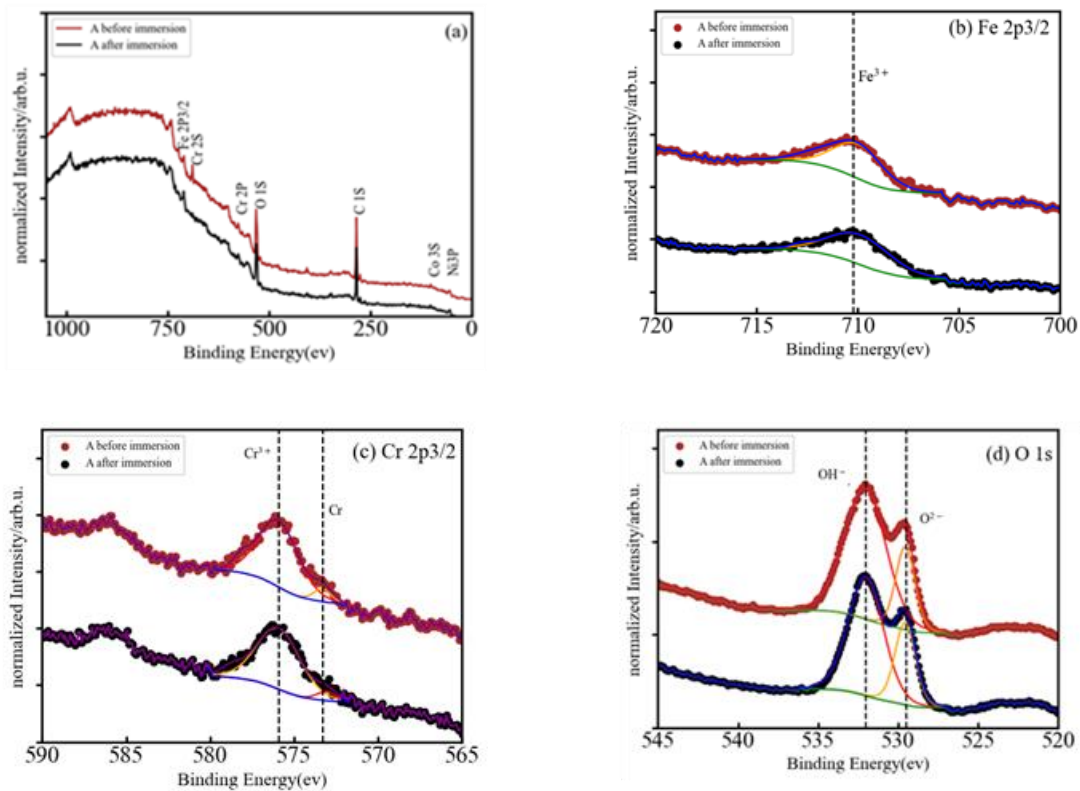 A before immersion
A after immersion
(a)
normalized Intensity/arb.u.
Fe 2P3/2
Cr 2S
Cr 2P
O 1S
C 1S
Co 3S
Ni3P
1000 750 500 250 0
Binding Energy(ev)
A before immersion
A after immersion
(b) Fe 2p3/2
Fe³⁺
normalized Intensity/arb.u.
720 715 710 705 700
Binding Energy(ev)
A before immersion
A after immersion
(c) Cr 2p3/2
Cr³⁺
Cr
normalized Intensity/arb.u.
590 585 580 575 570 565
Binding Energy(ev)
A before immersion
A after immersion
(d) O 1s
OH⁻
O²⁻
normalized Intensity/arb.u.
545 540 535 530 525 520
Binding Energy(ev)